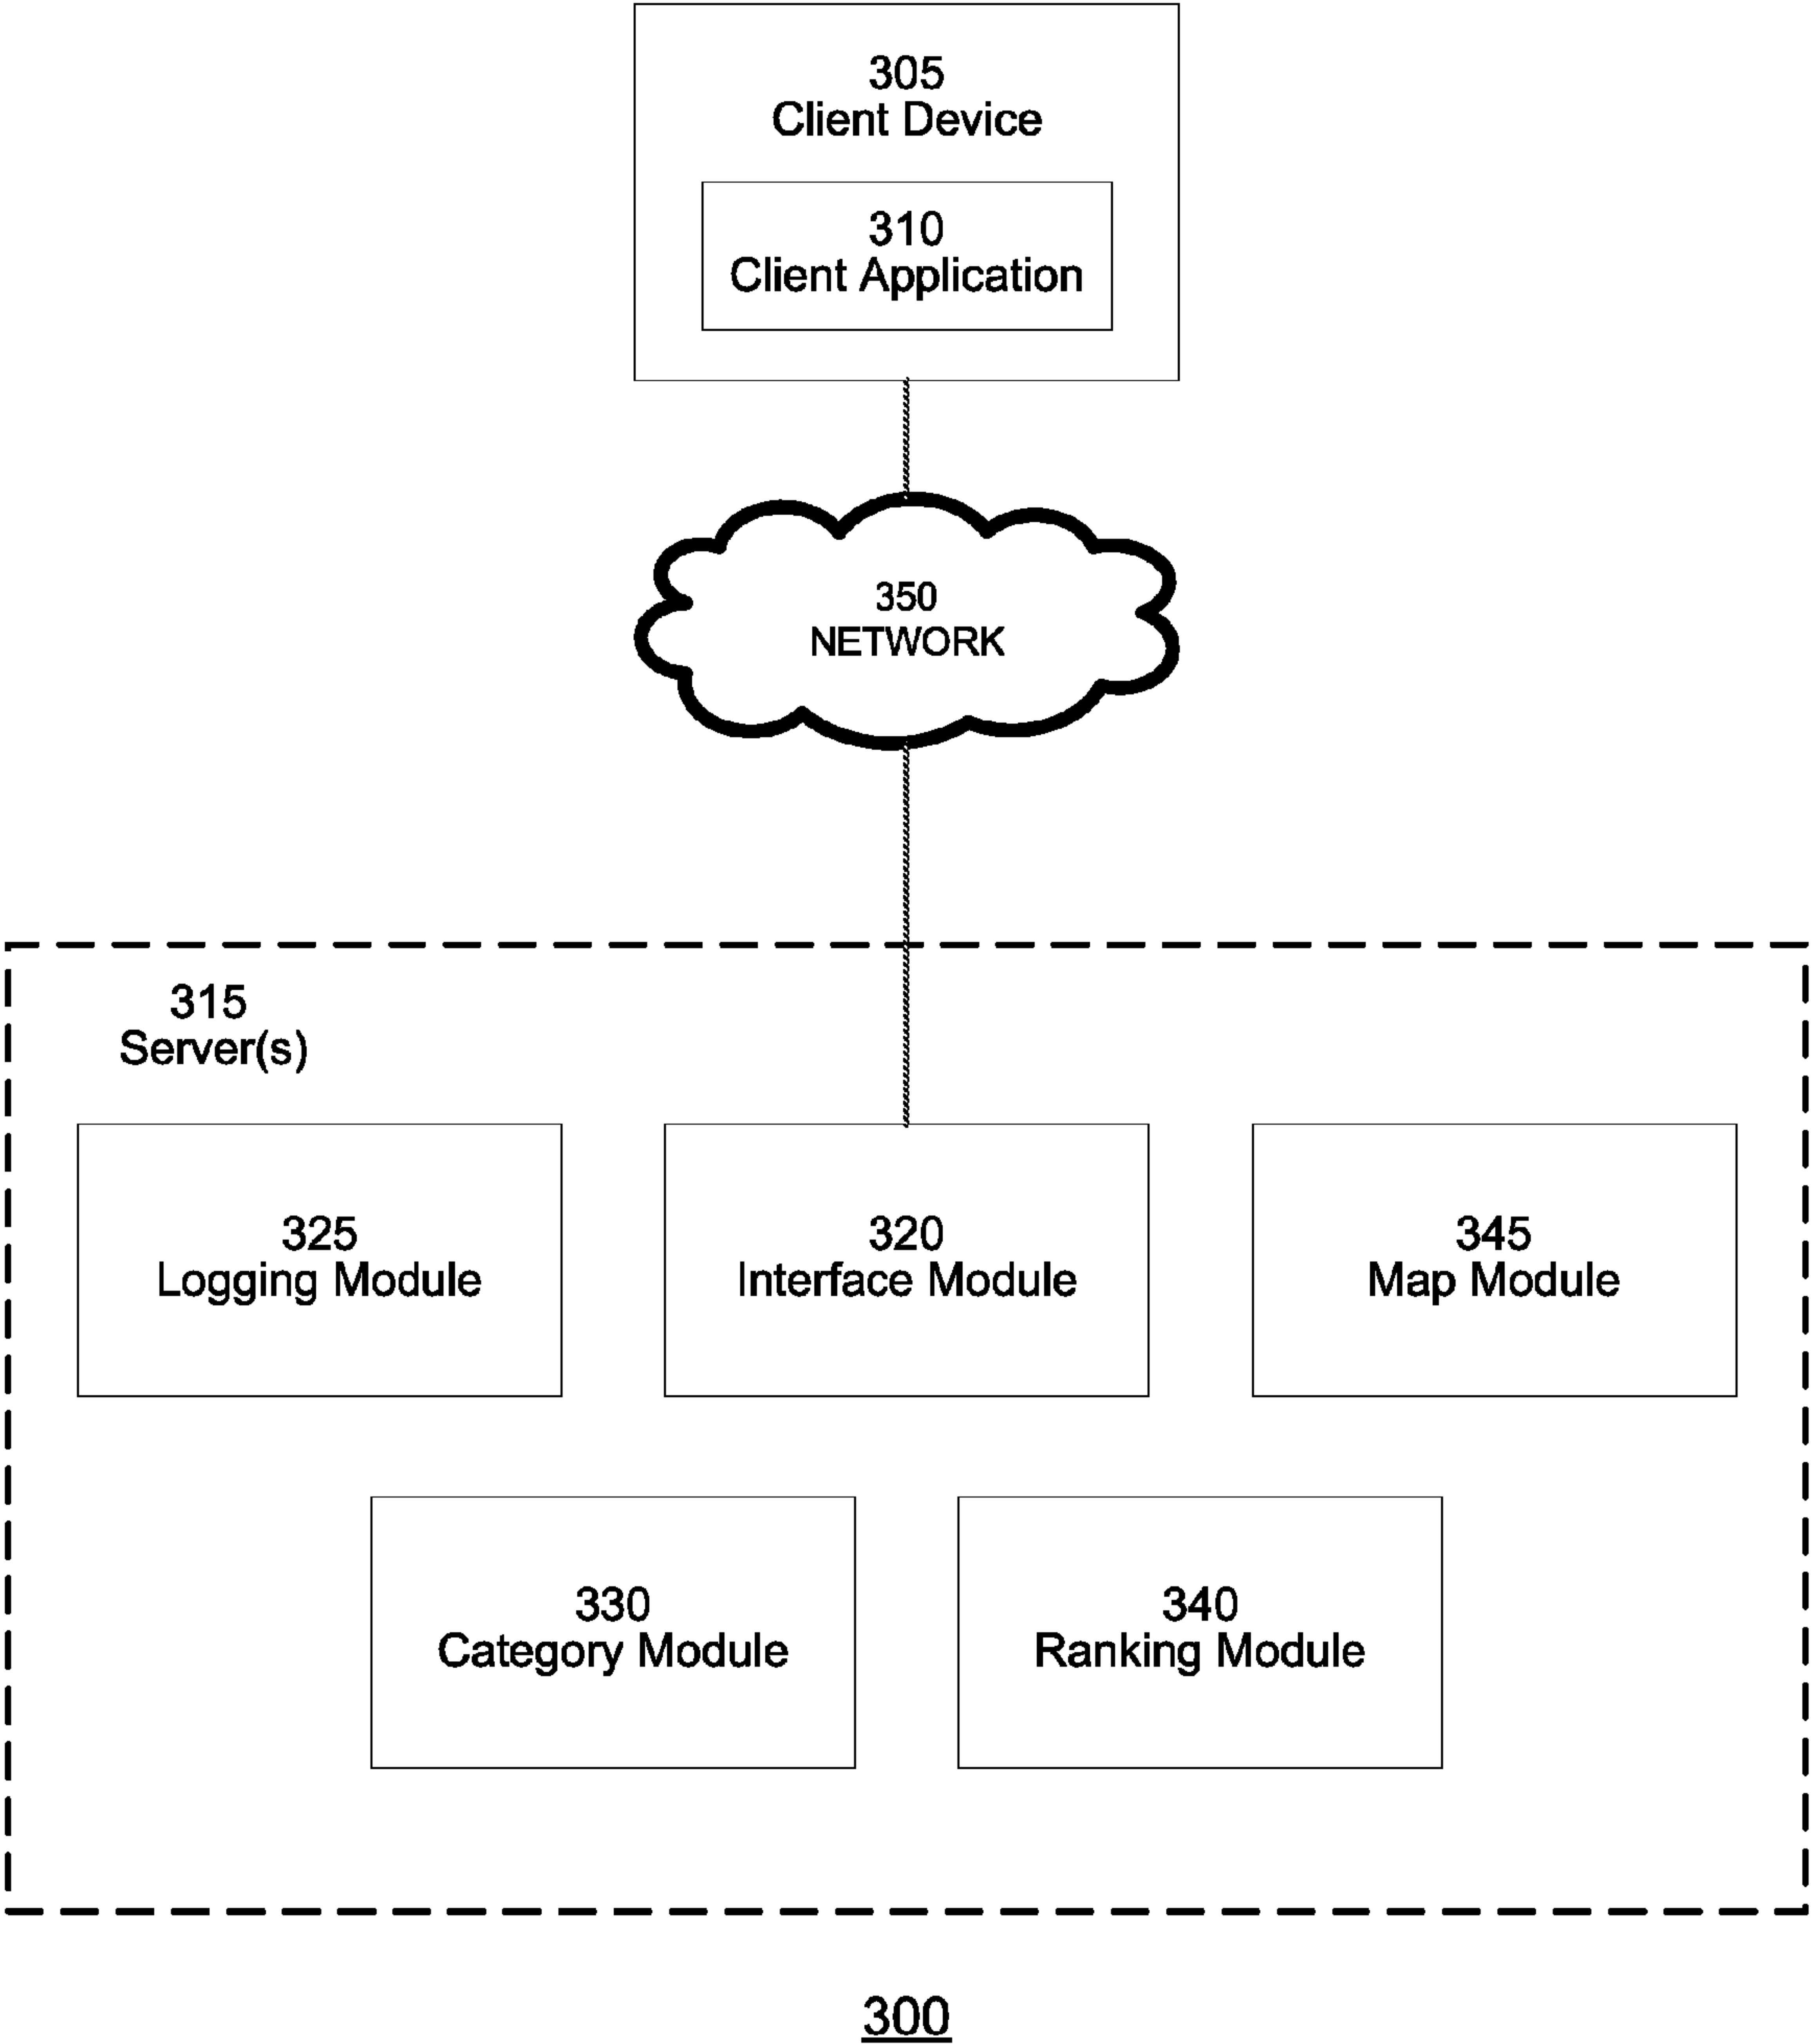 305
Client Device
310
Client Application
350
NETWORK
315
Server(s)
325
Logging Module
320
Interface Module
345
Map Module
330
Category Module
340
Ranking Module
300